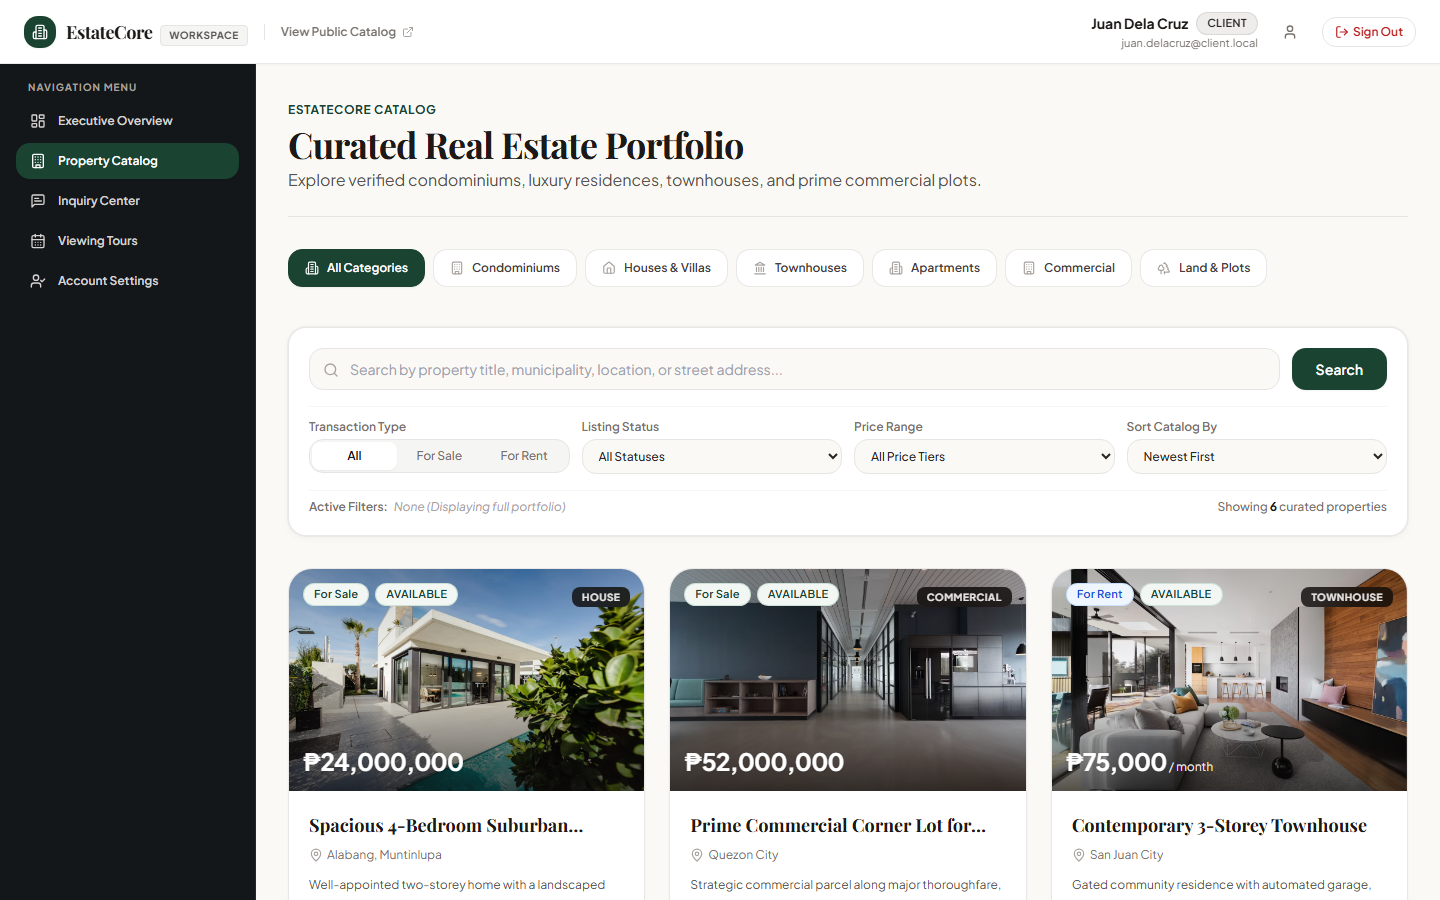 EstateCore WORKSPACE
View Public Catalog
Juan Dela Cruz CLIENT
juan.delacruz@client.local
Sign Out
NAVIGATION MENU
Executive Overview
Property Catalog
Inquiry Center
Viewing Tours
Account Settings
ESTATECORE CATALOG
Curated Real Estate Portfolio
Explore verified condominiums, luxury residences, townhouses, and prime commercial plots.
All Categories
Condominiums
Houses & Villas
Townhouses
Apartments
Commercial
Land & Plots
Search by property title, municipality, location, or street address...
Search
Transaction Type
All
For Sale
For Rent
Listing Status
All Statuses
Price Range
All Price Tiers
Sort Catalog By
Newest First
Active Filters: None (Displaying full portfolio)
Showing 6 curated properties
For Sale
AVAILABLE
HOUSE
₱24,000,000
Spacious 4-Bedroom Suburban...
Alabang, Muntinlupa
Well-appointed two-storey home with a landscaped
For Sale
AVAILABLE
COMMERCIAL
₱52,000,000
Prime Commercial Corner Lot for...
Quezon City
Strategic commercial parcel along major thoroughfare,
For Rent
AVAILABLE
TOWNHOUSE
₱75,000 / month
Contemporary 3-Storey Townhouse
San Juan City
Gated community residence with automated garage,